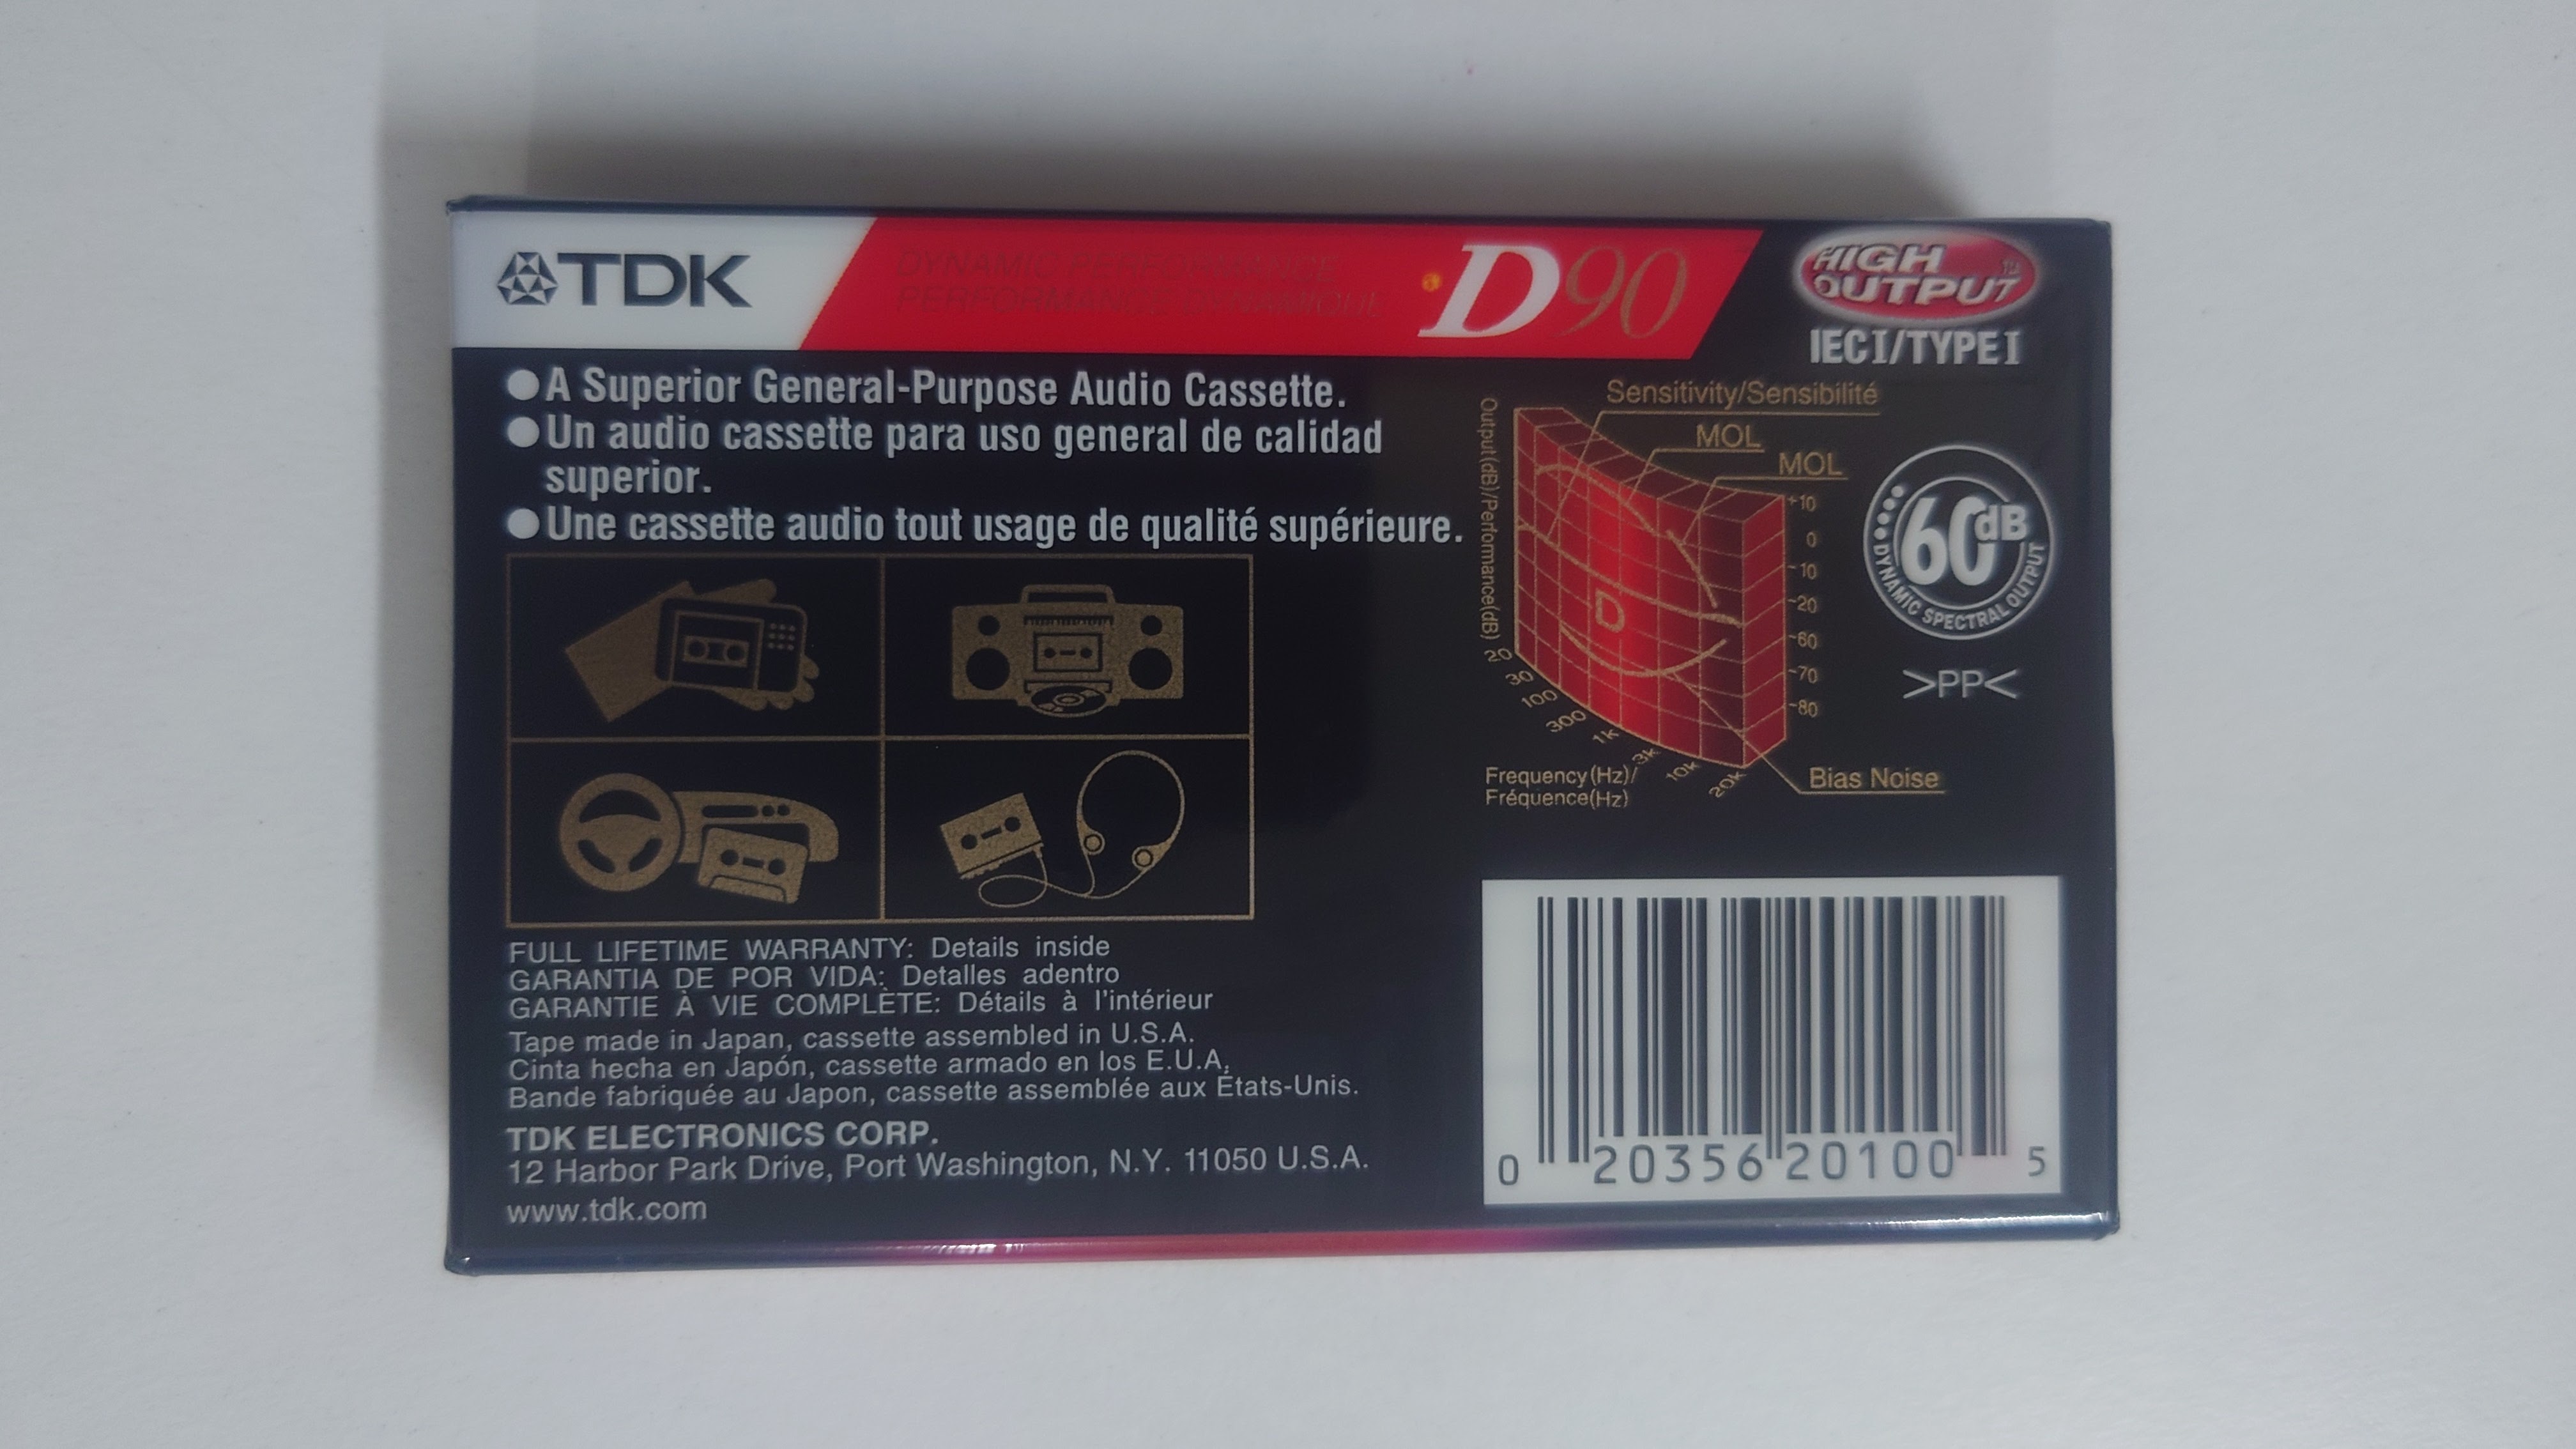 TDK
DYNAMIC PERFORMANCE
PERFORMANCE DYNAMIQUE
D90
HIGH
OUTPUT™
IECI/TYPEI
●A Superior General-Purpose Audio Cassette.
●Un audio cassette para uso general de calidad
superior.
●Une cassette audio tout usage de qualité supérieure.
Sensitivity/Sensibilité
MOL
MOL
Output(dB)/Performance(dB)
+10
0
-10
-20
-60
-70
-80
D
20
30
100
300
1k
3k
10k
20k
Frequency(Hz)/
Fréquence(Hz)
Bias Noise
60dB
DYNAMIC SPECTRAL OUTPUT
>PP<
FULL LIFETIME WARRANTY: Details inside
GARANTIA DE POR VIDA: Detalles adentro
GARANTIE À VIE COMPLÈTE: Détails à l'intérieur
Tape made in Japan, cassette assembled in U.S.A.
Cinta hecha en Japón, cassette armado en los E.U.A.
Bande fabriquée au Japon, cassette assemblée aux États-Unis.
TDK ELECTRONICS CORP.
12 Harbor Park Drive, Port Washington, N.Y. 11050 U.S.A.
www.tdk.com
0 20356 20100 5